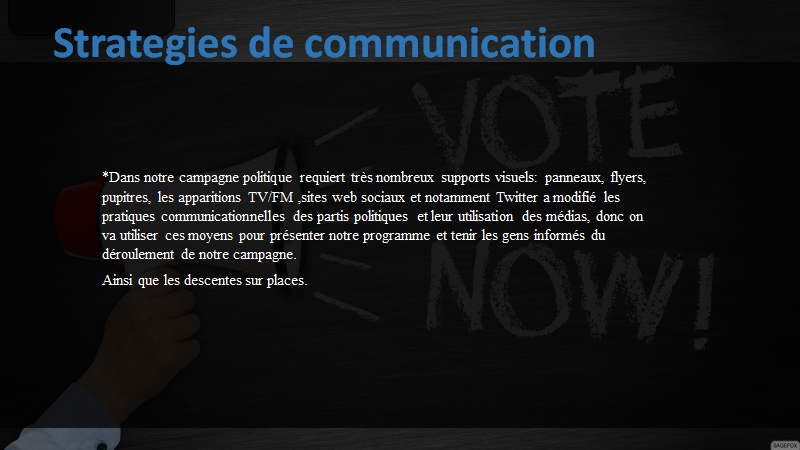 Strategies de communication
VOTE
*Dans notre campagne politique requiert très nombreux supports visuels: panneaux, flyers,
pupitres, les apparitions TV/FM ,sites web sociaux et notamment Twitter a modifié les
pratiques communicationnelles des partis politiques et leur utilisation des médias, donc on
va utiliser ces moyens pour présenter notre programme et tenir les gens informés du
déroulement de notre campagne.
Ainsi que les descentes sur places.
NOW!
SAGEFOX